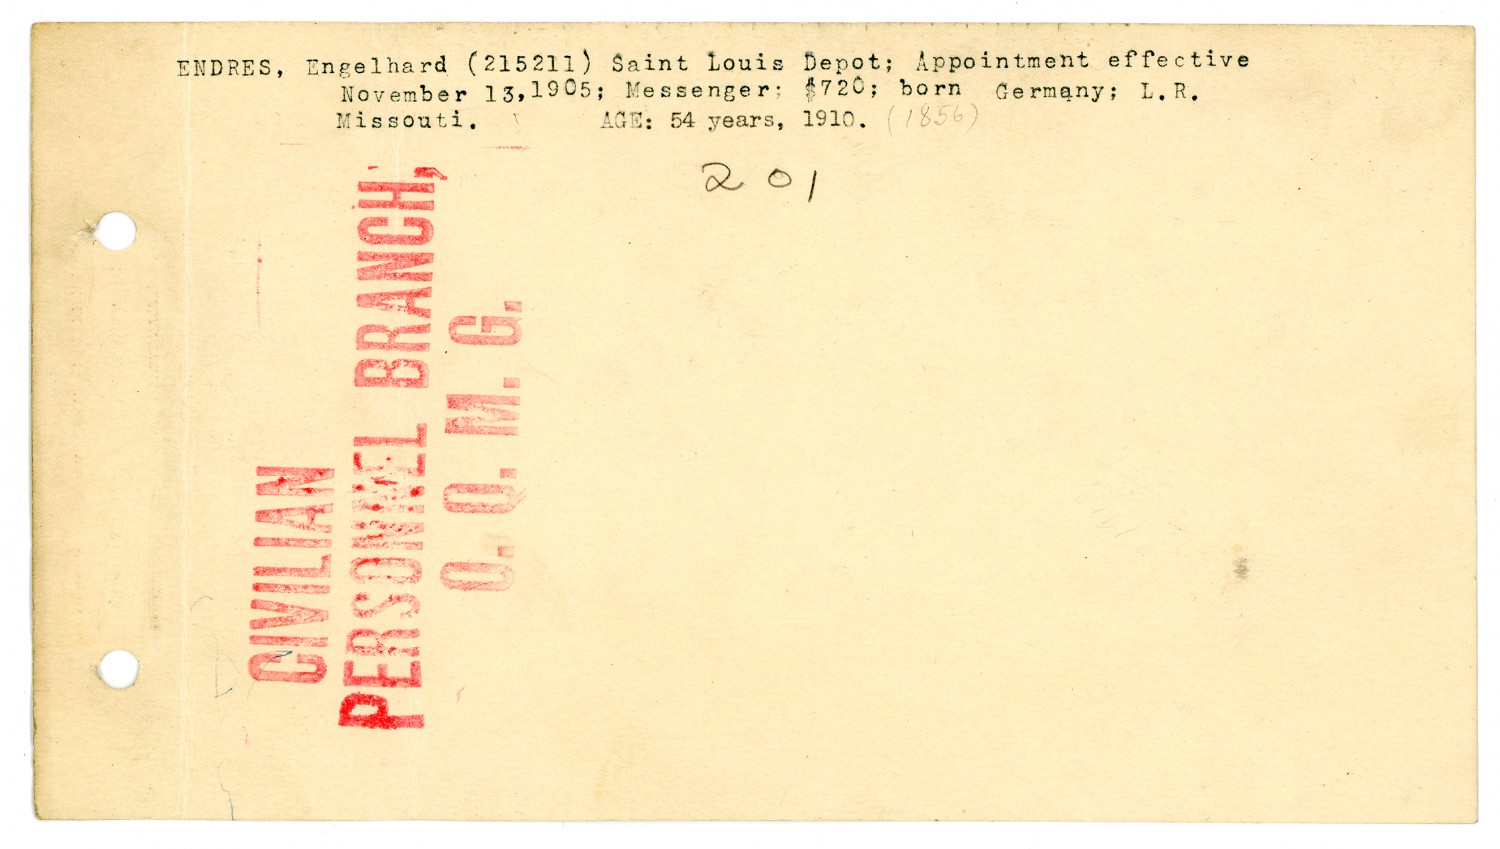 ENDRES, Engelhard (215211) Saint Louis Depot; Appointment effective
November 13,1905; Messenger; $720; born Germany; L.R.
Missouti. AGE: 54 years, 1910. (1856)
201
CIVILIAN
PERSONNEL BRANCH,
O. Q. M. G.